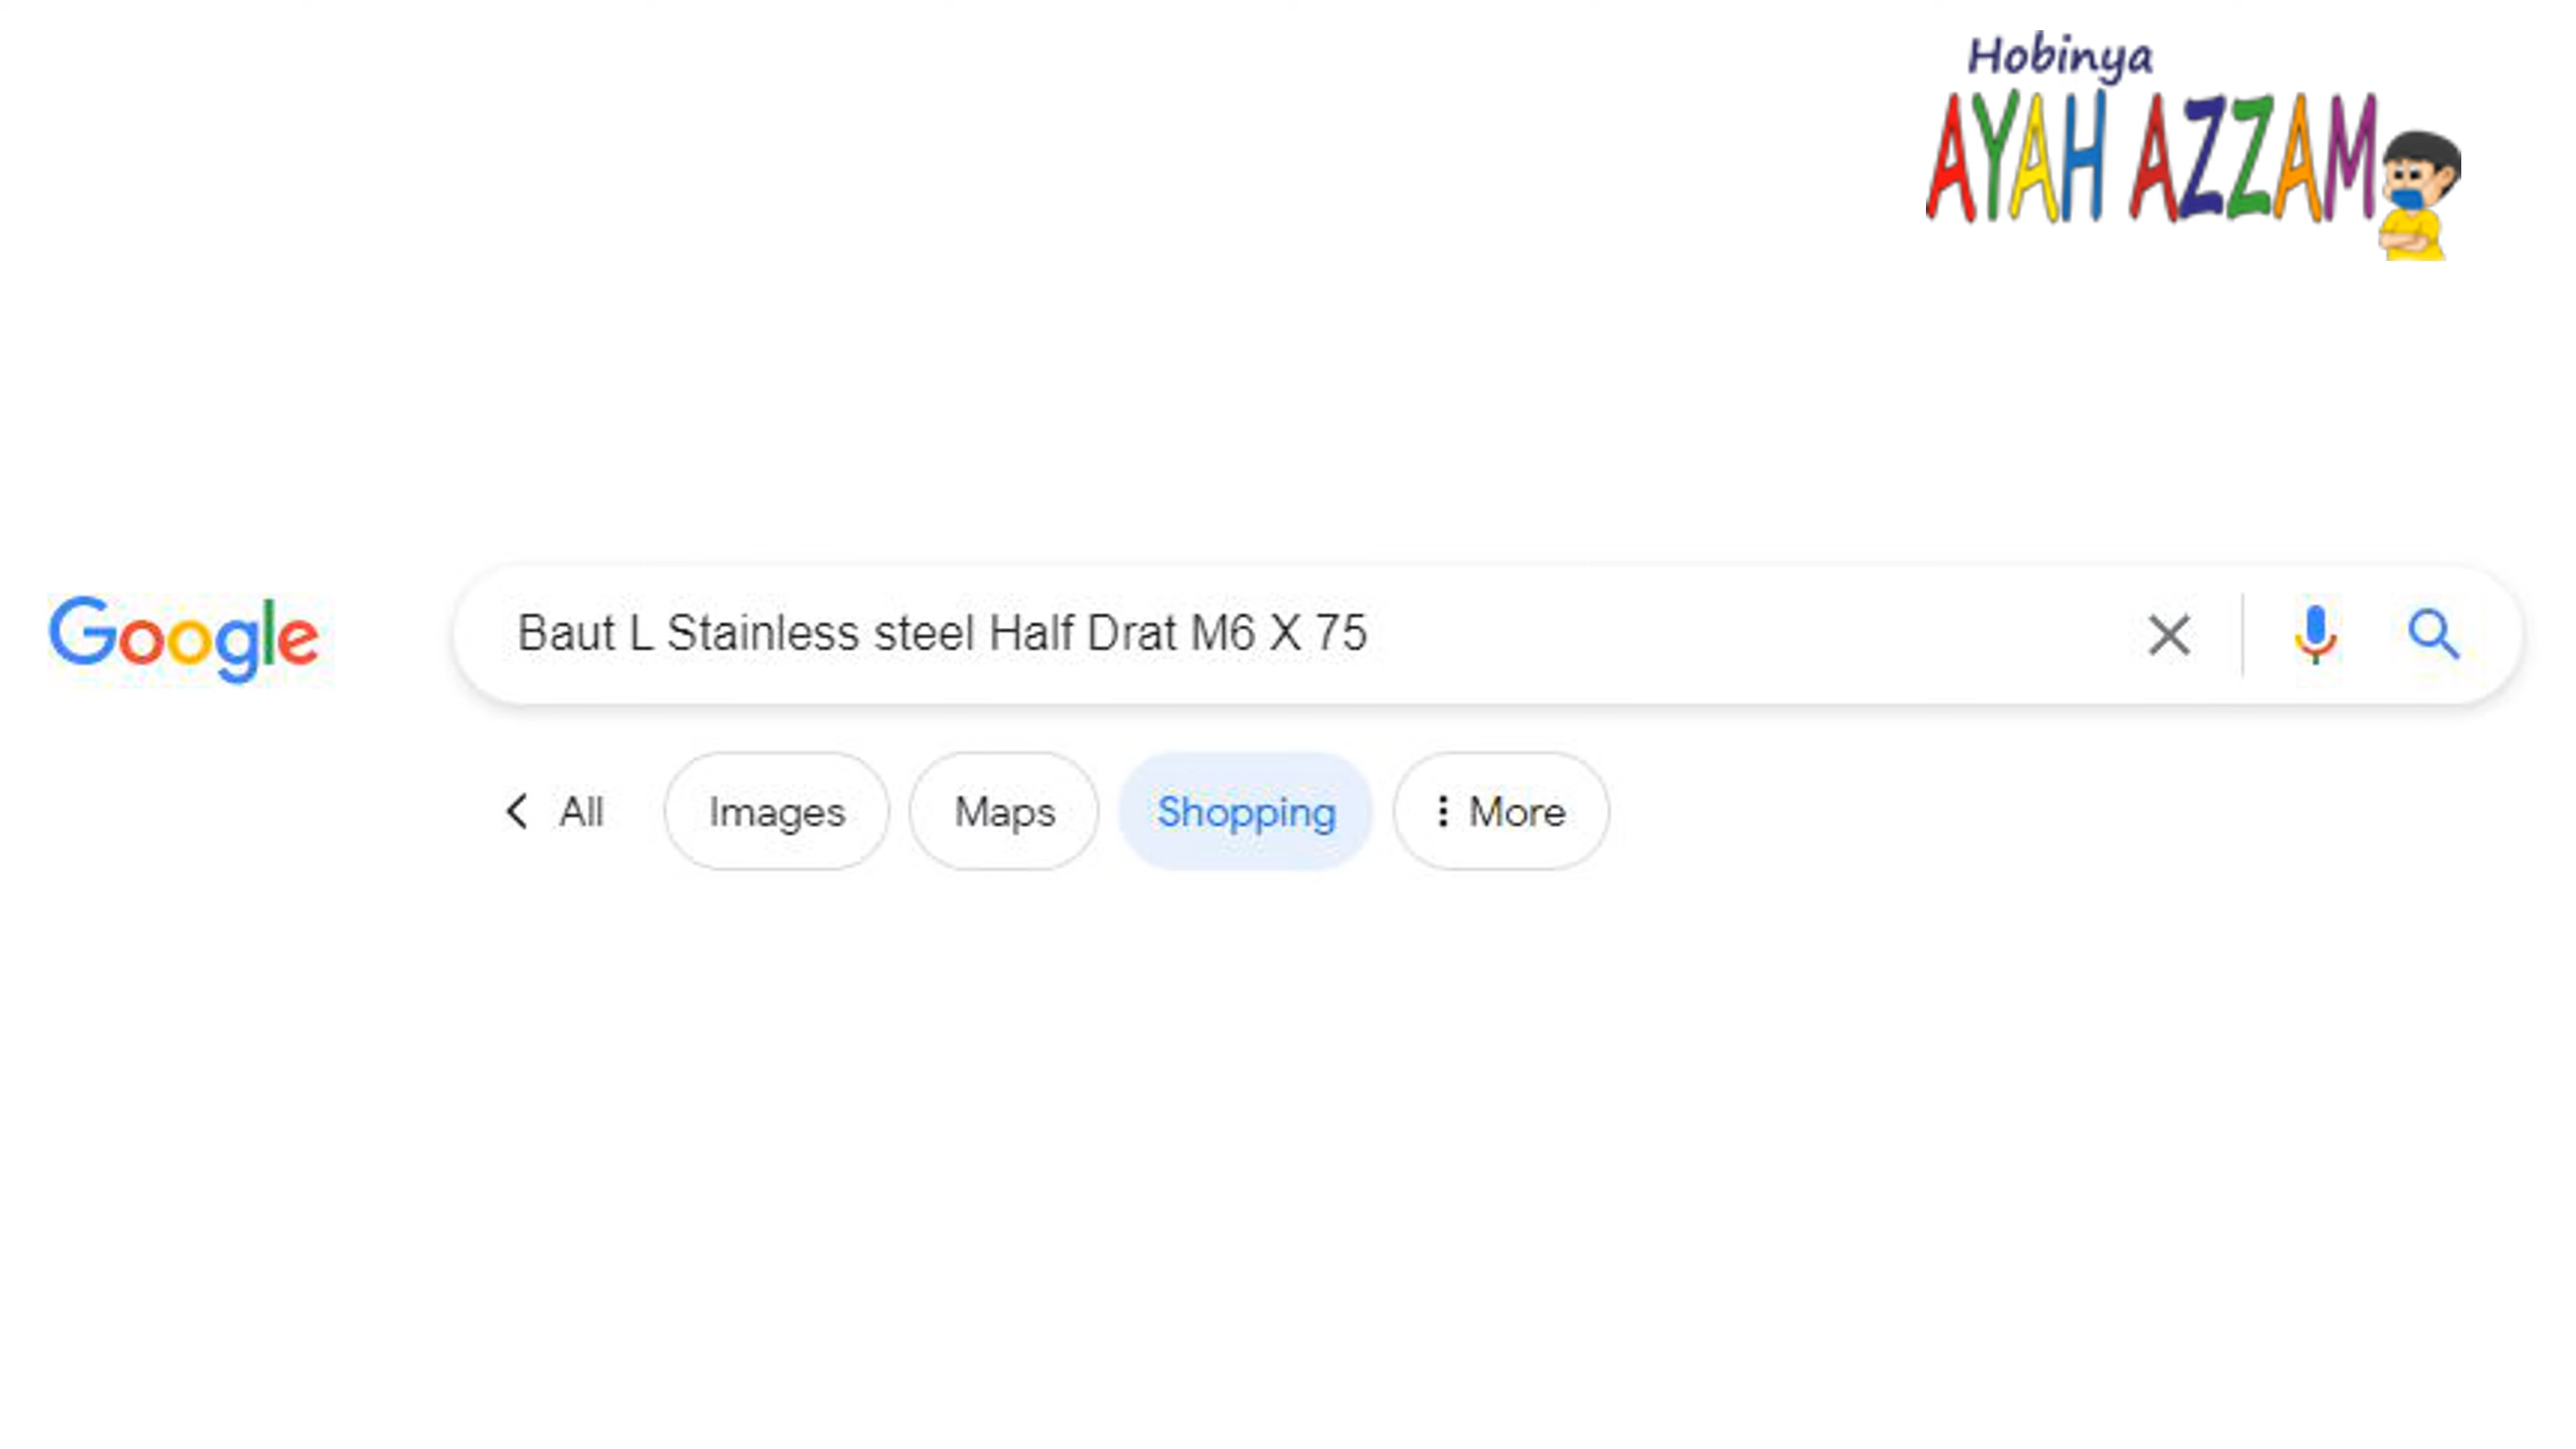 Hobinya
AYAH AZZAM
Google
Baut L Stainless steel Half Drat M6 X 75
All Images Maps Shopping More